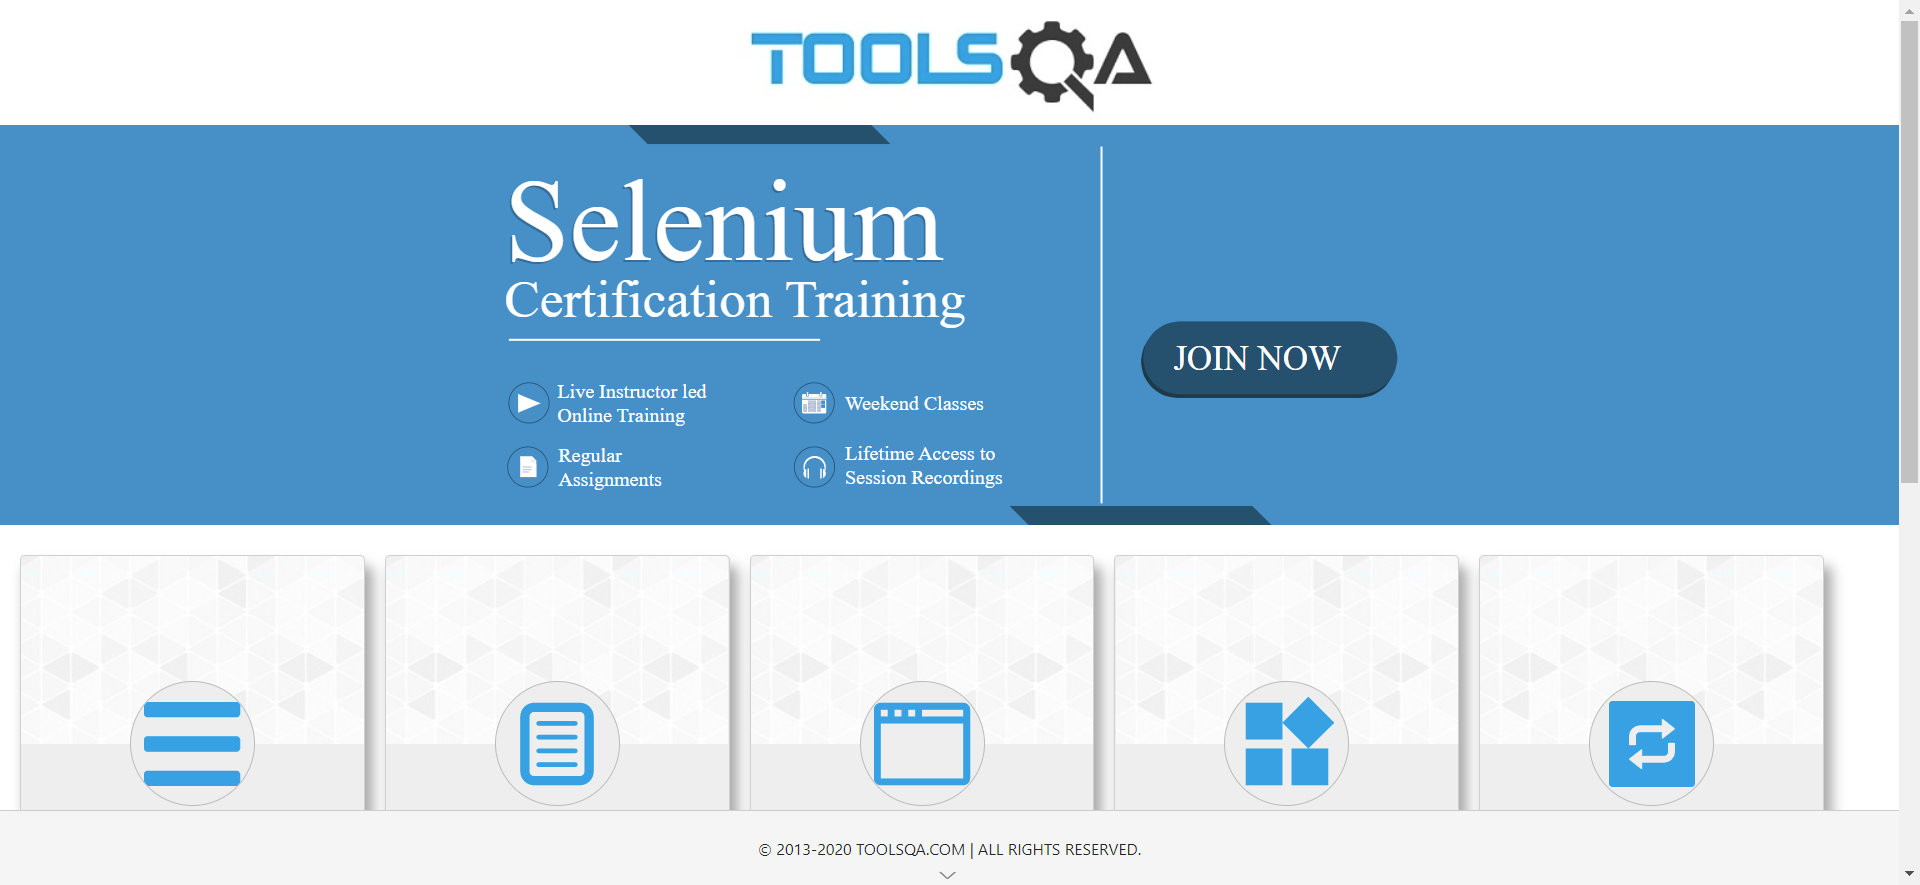 TOOLSQA
Selenium
Certification Training
Live Instructor led
Online Training
Weekend Classes
Regular
Assignments
Lifetime Access to
Session Recordings
JOIN NOW
© 2013-2020 TOOLSQA.COM | ALL RIGHTS RESERVED.